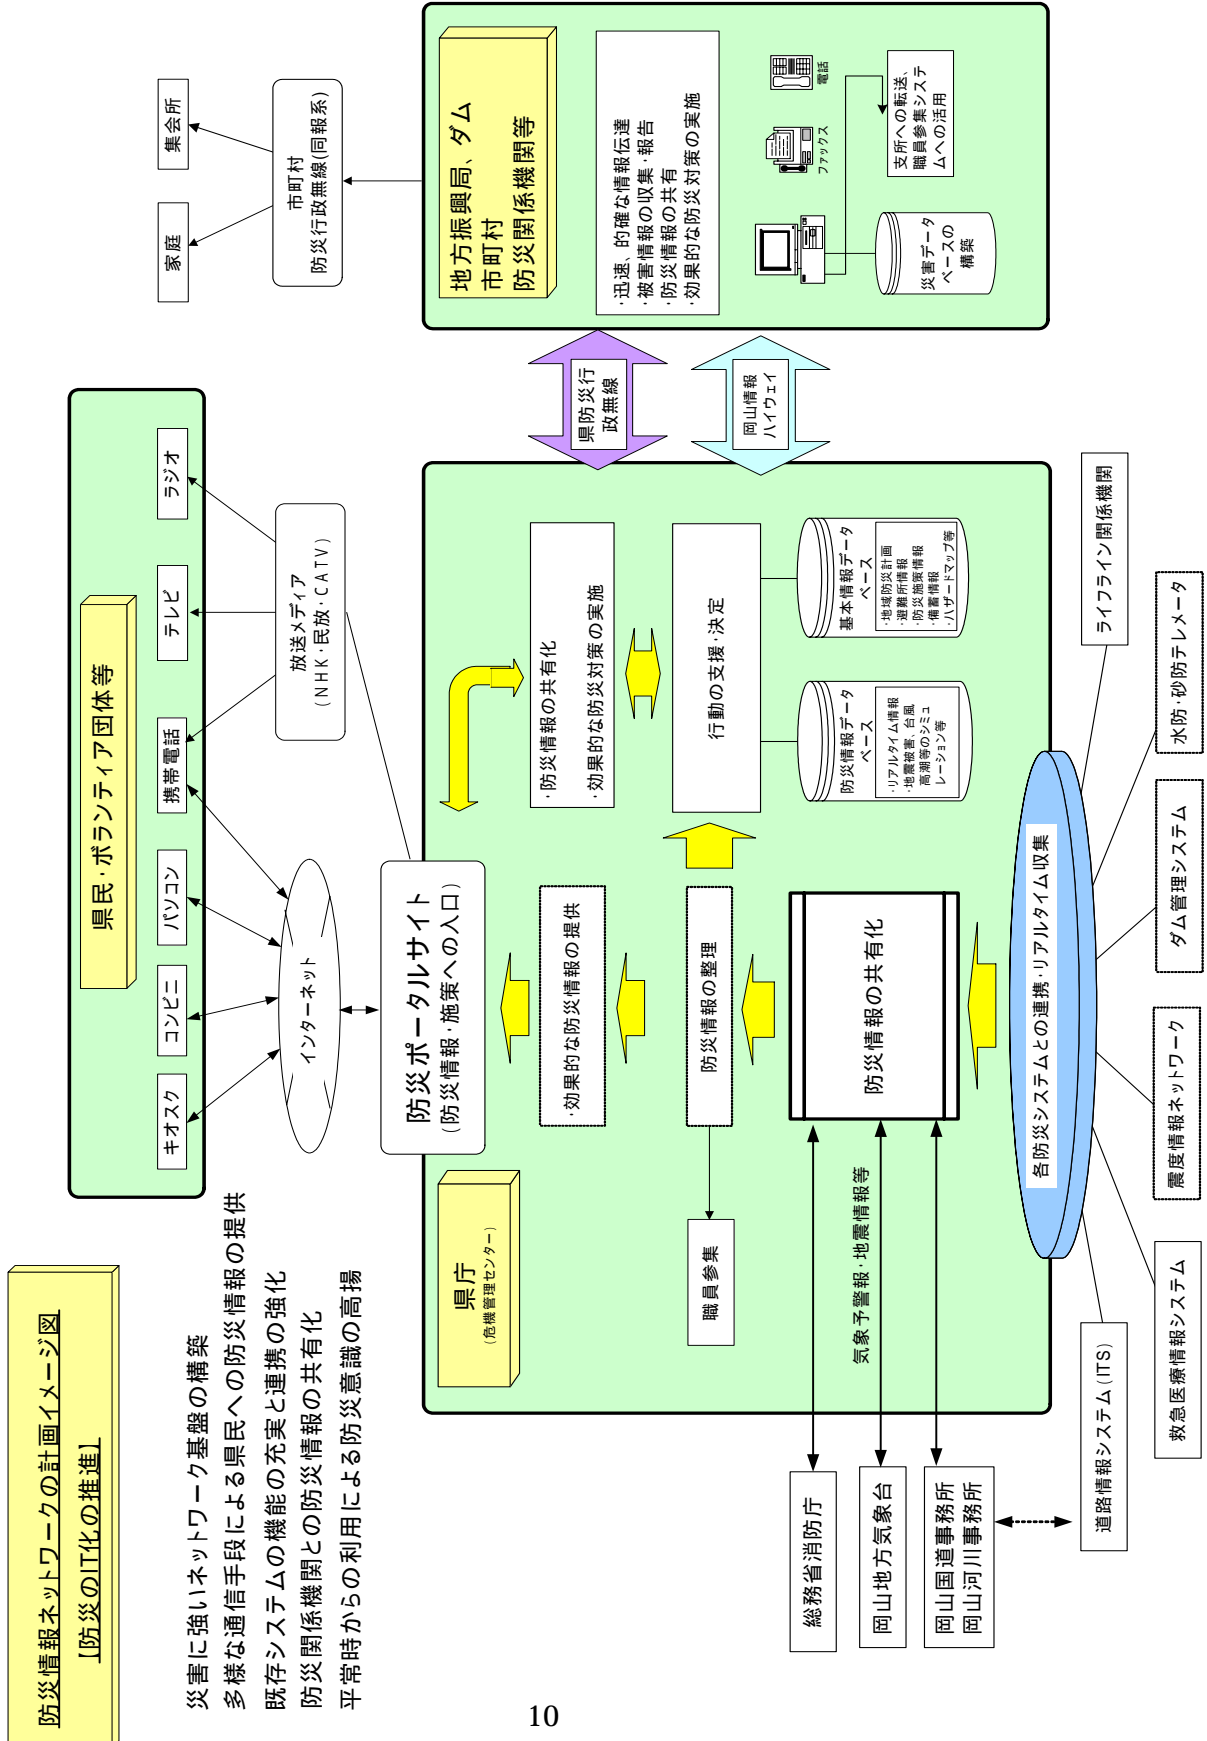 防災情報ネットワークの計画イメージ図
【防災のIT化の推進】
災害に強いネットワーク基盤の構築
多様な通信手段による県民への防災情報の提供
既存システムの機能の充実と連携の強化
防災関係機関との防災情報の共有化
平常時からの利用による防災意識の高揚
県民・ボランティア団体等
キオスク
コンビニ
パソコン
携帯電話
テレビ
ラジオ
インターネット
放送メディア
(NHK・民放・CATV)
家庭
集会所
市町村
防災行政無線(同報系)
県庁
(危機管理センター)
防災ポータルサイト
(防災情報・施策への入口)
・効果的な防災情報の提供
防災情報の整理
職員参集
防災情報の共有化
気象予警報・地震情報等
・防災情報の共有化
・効果的な防災対策の実施
行動の支援・決定
防災情報データ
ベース
・リアルタイム情報
・地震被害、台風
高潮等のシミュ
レーション等
基本情報データ
ベース
・地域防災計画
・避難所情報
・防災施策情報
・備蓄情報
・ハザードマップ等
県防災行
政無線
岡山情報
ハイウェイ
地方振興局、ダム
市町村
防災関係機関等
・迅速、的確な情報伝達
・被害情報の収集・報告
・防災情報の共有
・効果的な防災対策の実施
ファックス
電話
災害データ
ベースの
構築
支所への転送、
職員参集システ
ムへの活用
総務省消防庁
岡山地方気象台
岡山国道事務所
岡山河川事務所
各防災システムとの連携・リアルタイム収集
道路情報システム(ITS)
救急医療情報システム
震度情報ネットワーク
ダム管理システム
水防・砂防テレメータ
ライフライン関係機関
10